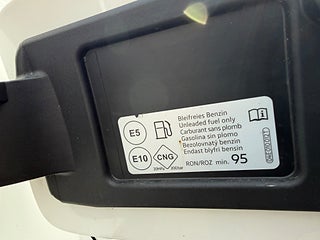 E5
Bleifreies Benzin
Unleaded fuel only
Carburant sans plomb
Gasolina sin plomo
Bezolovnatý benzín
Endast blyfri bensin
E10
CNG
RON/ROZ min. 95